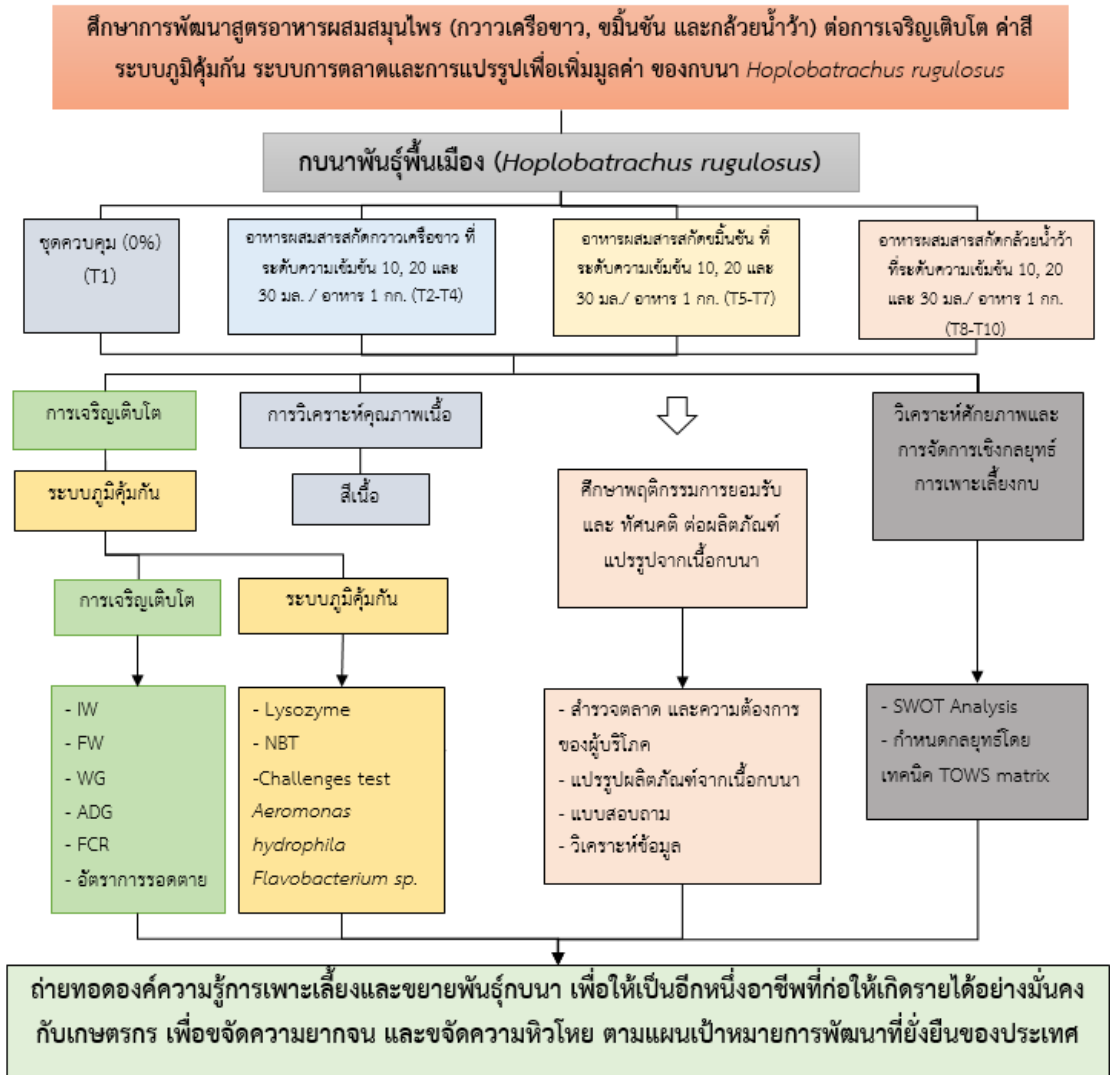 ศึกษาการพัฒนาสูตรอาหารผสมสมุนไพร (กวาวเครือขาว, ขมิ้นชัน และกล้วยน้ำว้า) ต่อการเจริญเติบโต ค่าสี
ระบบภูมิคุ้มกัน ระบบการตลาดและการแปรรูปเพื่อเพิ่มมูลค่า ของกบนา Hoplobatrachus rugulosus
กบนาพันธุ์พื้นเมือง (Hoplobatrachus rugulosus)
ชุดควบคุม (0%)
(T1)
อาหารผสมสารสกัดกวาวเครือขาว ที่
ระดับความเข้มข้น 10, 20 และ
30 มล. / อาหาร 1 กก. (T2-T4)
อาหารผสมสารสกัดขมิ้นชัน ที่
ระดับความเข้มข้น 10, 20 และ
30 มล./ อาหาร 1 กก. (T5-T7)
อาหารผสมสารสกัดกล้วยน้ำว้า
ที่ระดับความเข้มข้น 10, 20
และ 30 มล./ อาหาร 1 กก.
(T8-T10)
การเจริญเติบโต
ระบบภูมิคุ้มกัน
การวิเคราะห์คุณภาพเนื้อ
สีเนื้อ
ศึกษาพฤติกรรมการยอมรับ
และ ทัศนคติ ต่อผลิตภัณฑ์
แปรรูปจากเนื้อกบนา
วิเคราะห์ศักยภาพและ
การจัดการเชิงกลยุทธ์
การเพาะเลี้ยงกบ
การเจริญเติบโต
ระบบภูมิคุ้มกัน
- IW
- FW
- WG
- ADG
- FCR
- อัตราการรอดตาย
- Lysozyme
- NBT
-Challenges test
Aeromonas
hydrophila
Flavobacterium sp.
- สำรวจตลาด และความต้องการ
ของผู้บริโภค
- แปรรูปผลิตภัณฑ์จากเนื้อกบนา
- แบบสอบถาม
- วิเคราะห์ข้อมูล
- SWOT Analysis
- กำหนดกลยุทธ์โดย
เทคนิค TOWS matrix
ถ่ายทอดองค์ความรู้การเพาะเลี้ยงและขยายพันธุ์กบนา เพื่อให้เป็นอีกหนึ่งอาชีพที่ก่อให้เกิดรายได้อย่างมั่นคง
กับเกษตรกร เพื่อขจัดความยากจน และขจัดความหิวโหย ตามแผนเป้าหมายการพัฒนาที่ยั่งยืนของประเทศ